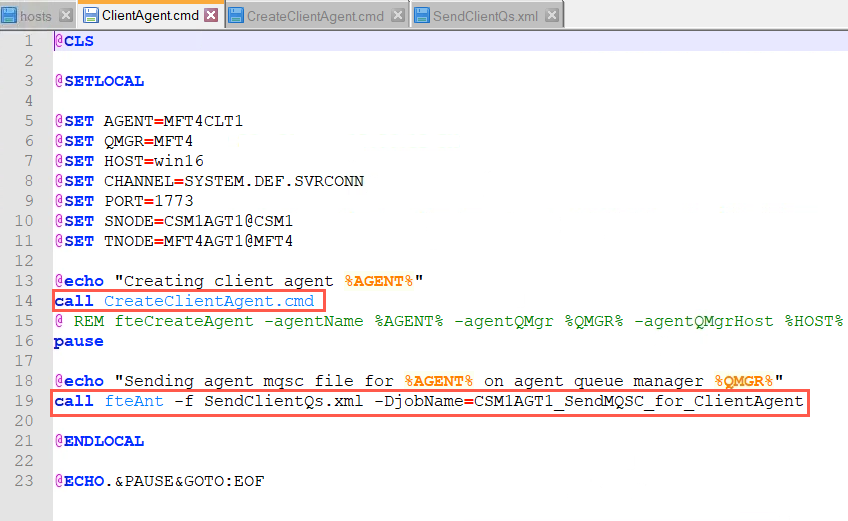 hosts ClientAgent.cmd CreateClientAgent.cmd SendClientQs.xml
1 @CLS
2
3 @SETLOCAL
4
5 @SET AGENT=MFT4CLT1
6 @SET QMGR=MFT4
7 @SET HOST=win16
8 @SET CHANNEL=SYSTEM.DEF.SVRCONN
9 @SET PORT=1773
10 @SET SNODE=CSM1AGT1@CSM1
11 @SET TNODE=MFT4AGT1@MFT4
12
13 @echo "Creating client agent %AGENT%"
14 call CreateClientAgent.cmd
15 @ REM fteCreateAgent -agentName %AGENT% -agentQMgr %QMGR% -agentQMgrHost %HOST%
16 pause
17
18 @echo "Sending agent mqsc file for %AGENT% on agent queue manager %QMGR%"
19 call fteAnt -f SendClientQs.xml -DjobName=CSM1AGT1_SendMQSC_for_ClientAgent
20
21 @ENDLOCAL
22
23 @ECHO.&PAUSE&GOTO:EOF